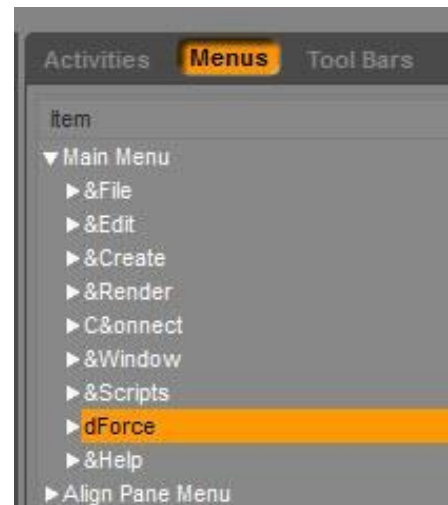 Activities Menus Tool Bars
Item
Main Menu
&File
&Edit
&Create
&Render
C&onnect
&Window
&Scripts
dForce
&Help
Align Pane Menu